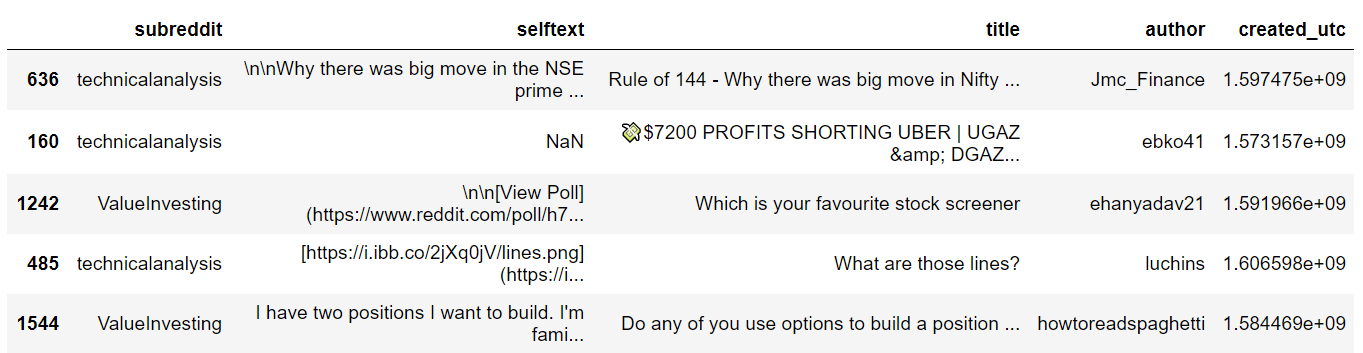 subreddit selftext title author created_utc
636 technicalanalysis \n\nWhy there was big move in the NSE prime ... Rule of 144 - Why there was big move in Nifty ... Jmc_Finance 1.597475e+09
160 technicalanalysis NaN 💸$7200 PROFITS SHORTING UBER | UGAZ &amp; DGAZ... ebko41 1.573157e+09
1242 ValueInvesting \n\n[View Poll](https://www.reddit.com/poll/h7... Which is your favourite stock screener ehanyadav21 1.591966e+09
485 technicalanalysis [https://i.ibb.co/2jXq0jV/lines.png](https://i... What are those lines? luchins 1.606598e+09
1544 ValueInvesting I have two positions I want to build. I'm fami... Do any of you use options to build a position ... howtoreadspaghetti 1.584469e+09